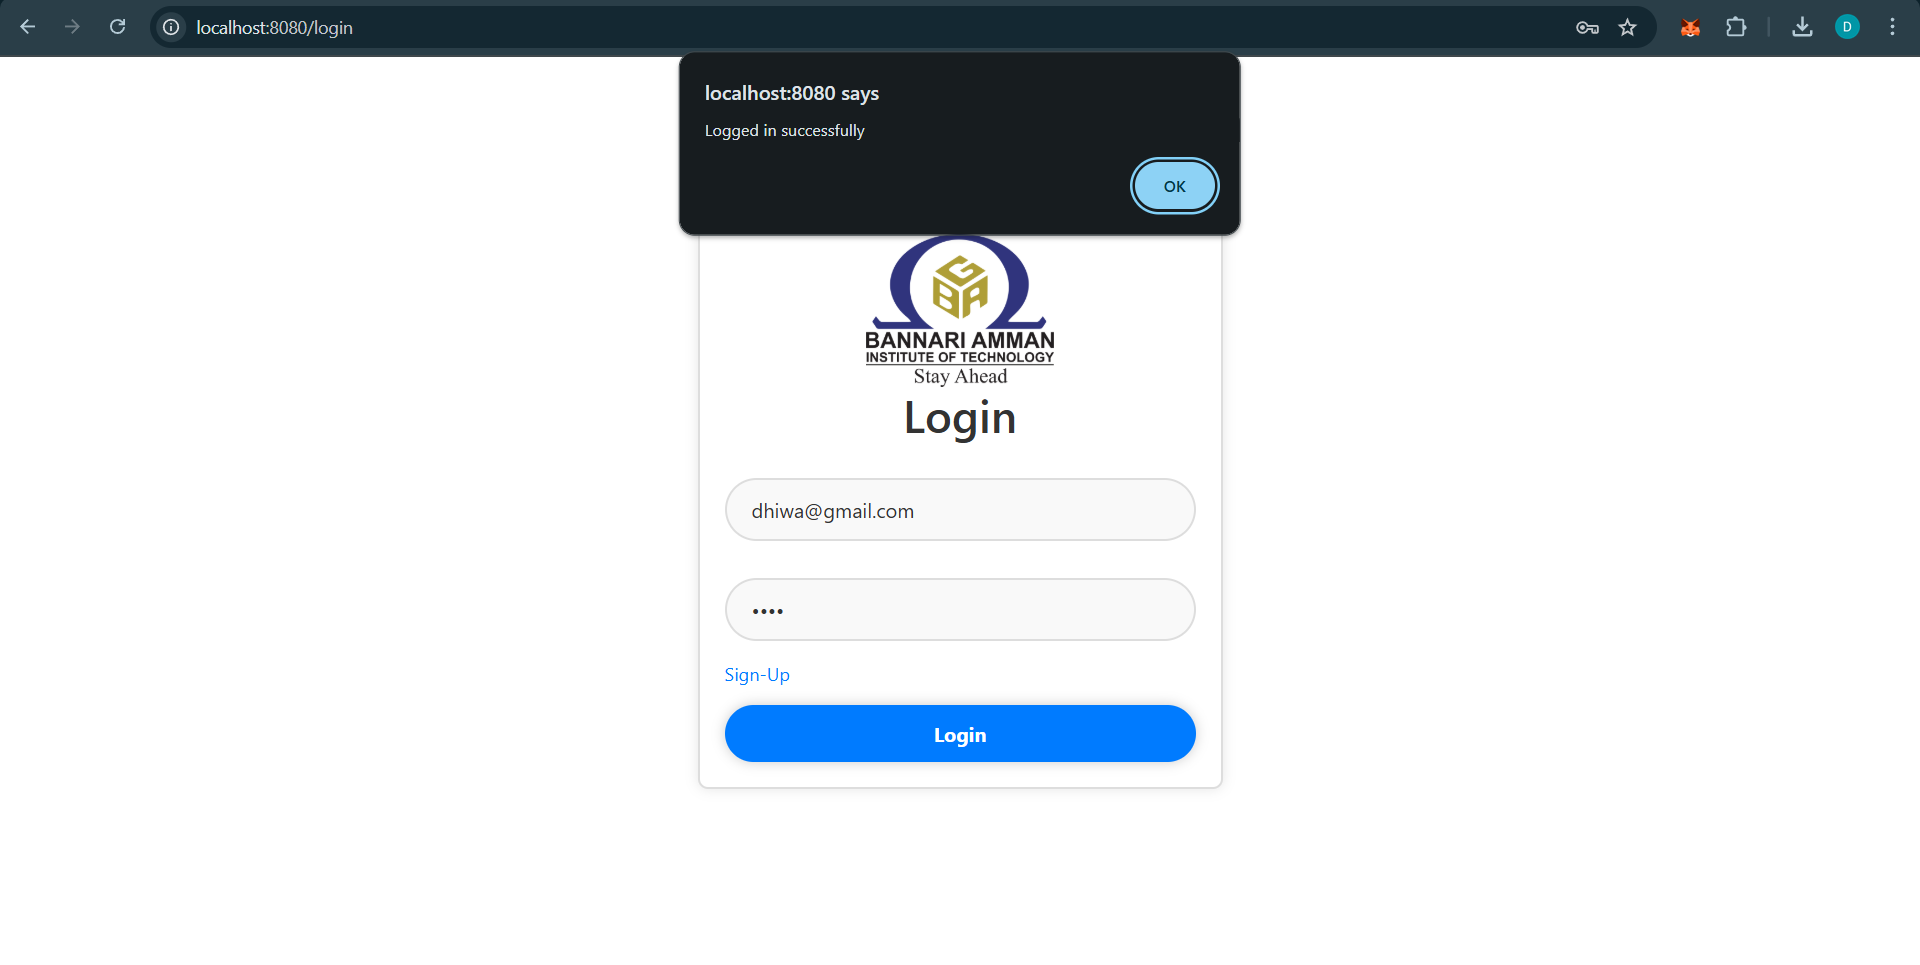 localhost:8080/login
D
localhost:8080 says
Logged in successfully
OK
G
BA
BANNARI AMMAN
INSTITUTE OF TECHNOLOGY
Stay Ahead
Login
dhiwa@gmail.com
••••
Sign-Up
Login